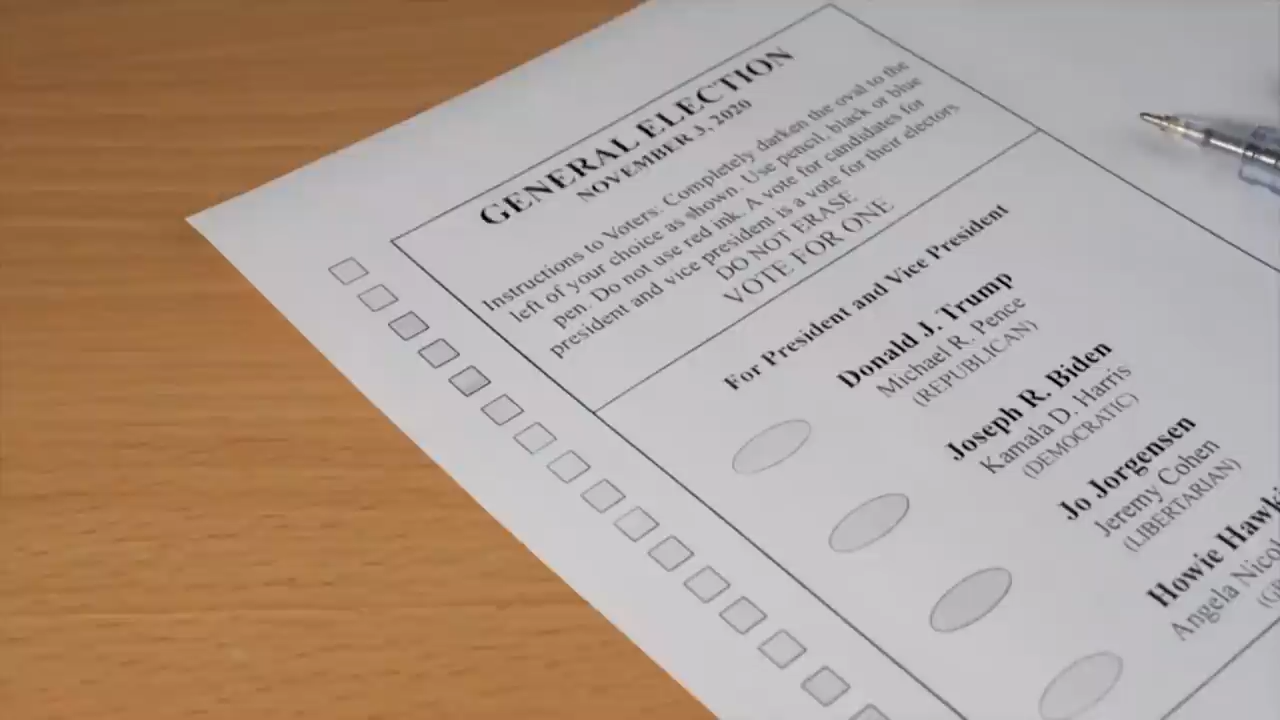 GENERAL ELECTION
NOVEMBER 3, 2020
Instructions to Voters: Completely darken the oval to the
left of your choice as shown. Use pencil, black or blue
pen. Do not use red ink. A vote for candidates for
president and vice president is a vote for their electors
DO NOT ERASE
VOTE FOR ONE
For President and Vice President
Donald J. Trump
Michael R. Pence
(REPUBLICAN)
Joseph R. Biden
Kamala D. Harris
(DEMOCRATIC)
Jo Jorgensen
Jeremy Cohen
(LIBERTARIAN)
Howie
Angela